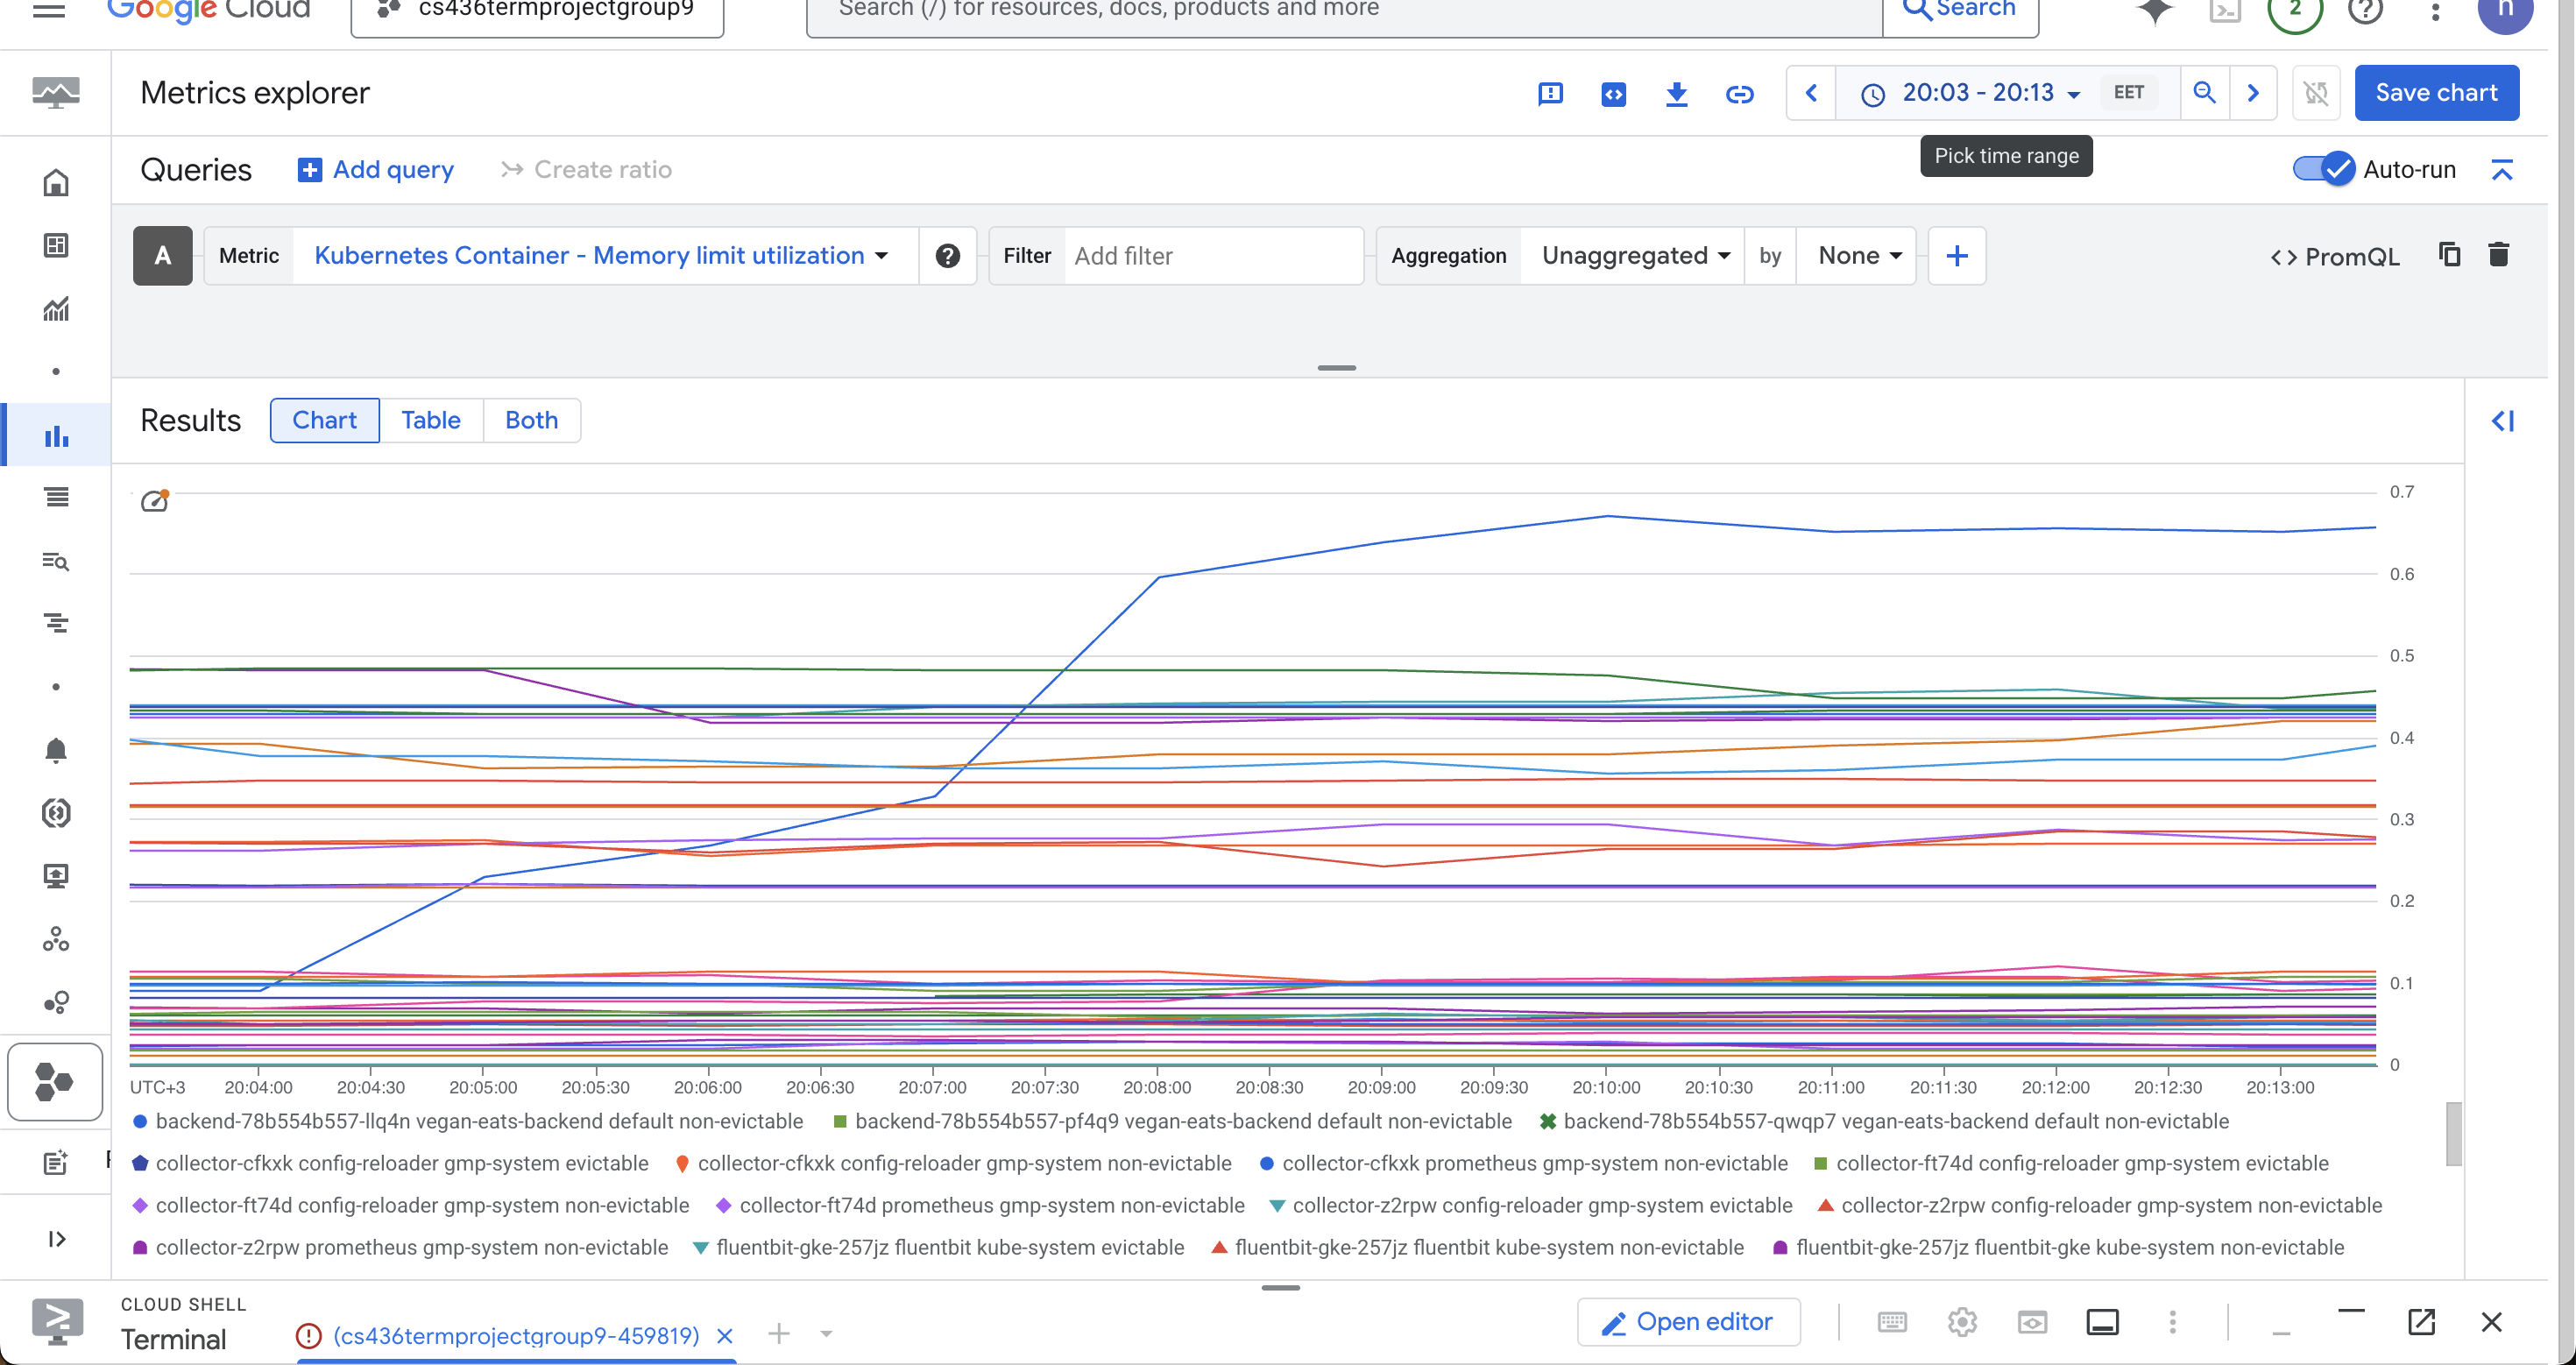 Google Cloud
cs436termprojectgroup9
Search (/) for resources, docs, products and more
Search
2
n
Metrics explorer
20:03 - 20:13
EET
Save chart
Pick time range
Queries
Add query
Create ratio
Auto-run
A
Metric
Kubernetes Container - Memory limit utilization
Filter
Add filter
Aggregation
Unaggregated
by
None
<> PromQL
Results
Chart
Table
Both
0.7
0.6
0.5
0.4
0.3
0.2
0.1
0
UTC+3
20:04:00
20:04:30
20:05:00
20:05:30
20:06:00
20:06:30
20:07:00
20:07:30
20:08:00
20:08:30
20:09:00
20:09:30
20:10:00
20:10:30
20:11:00
20:11:30
20:12:00
20:12:30
20:13:00
backend-78b554b557-llq4n vegan-eats-backend default non-evictable
backend-78b554b557-pf4q9 vegan-eats-backend default non-evictable
backend-78b554b557-qwqp7 vegan-eats-backend default non-evictable
collector-cfkxk config-reloader gmp-system evictable
collector-cfkxk config-reloader gmp-system non-evictable
collector-cfkxk prometheus gmp-system non-evictable
collector-ft74d config-reloader gmp-system evictable
collector-ft74d config-reloader gmp-system non-evictable
collector-ft74d prometheus gmp-system non-evictable
collector-z2rpw config-reloader gmp-system evictable
collector-z2rpw config-reloader gmp-system non-evictable
collector-z2rpw prometheus gmp-system non-evictable
fluentbit-gke-257jz fluentbit kube-system evictable
fluentbit-gke-257jz fluentbit kube-system non-evictable
fluentbit-gke-257jz fluentbit-gke kube-system non-evictable
CLOUD SHELL
Terminal
(cs436termprojectgroup9-459819)
Open editor